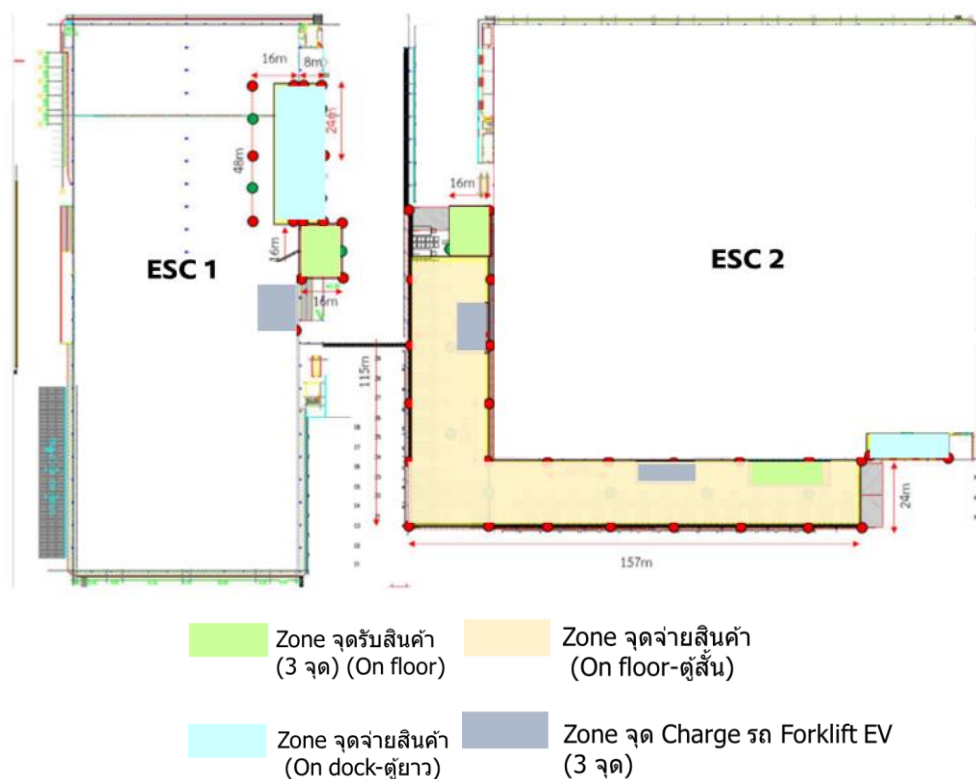 16m
8m
24m
48m
16m
16m
16m
ESC 1
ESC 2
115m
24m
157m
Zone จุดรับสินค้า
(3 จุด) (On floor)
Zone จุดจ่ายสินค้า
(On floor-ตู้สั้น)
Zone จุดจ่ายสินค้า
(On dock-ตู้ยาว)
Zone จุด Charge รถ Forklift EV
(3 จุด)